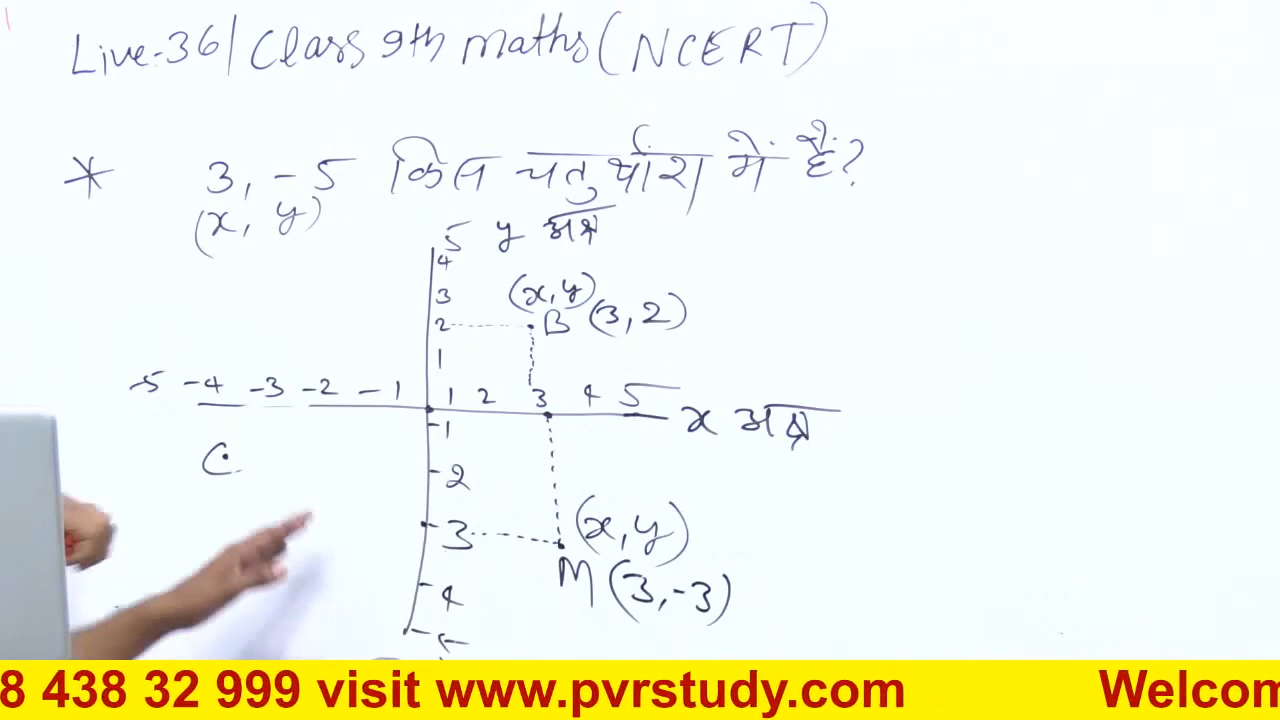 Live-36/ Class 9th maths (NCERT)
* 3, -5 किस चतुर्थांश में है?
(x, y)
5 y अक्ष
4
3 (x, y)
2 B (3, 2)
1
-5 -4 -3 -2 -1 1 2 3 4 5 x अक्ष
-1
C
-2
-3 (x, y)
M (3, -3)
-4
8 438 32 999 visit www.pvrstudy.com Welcom